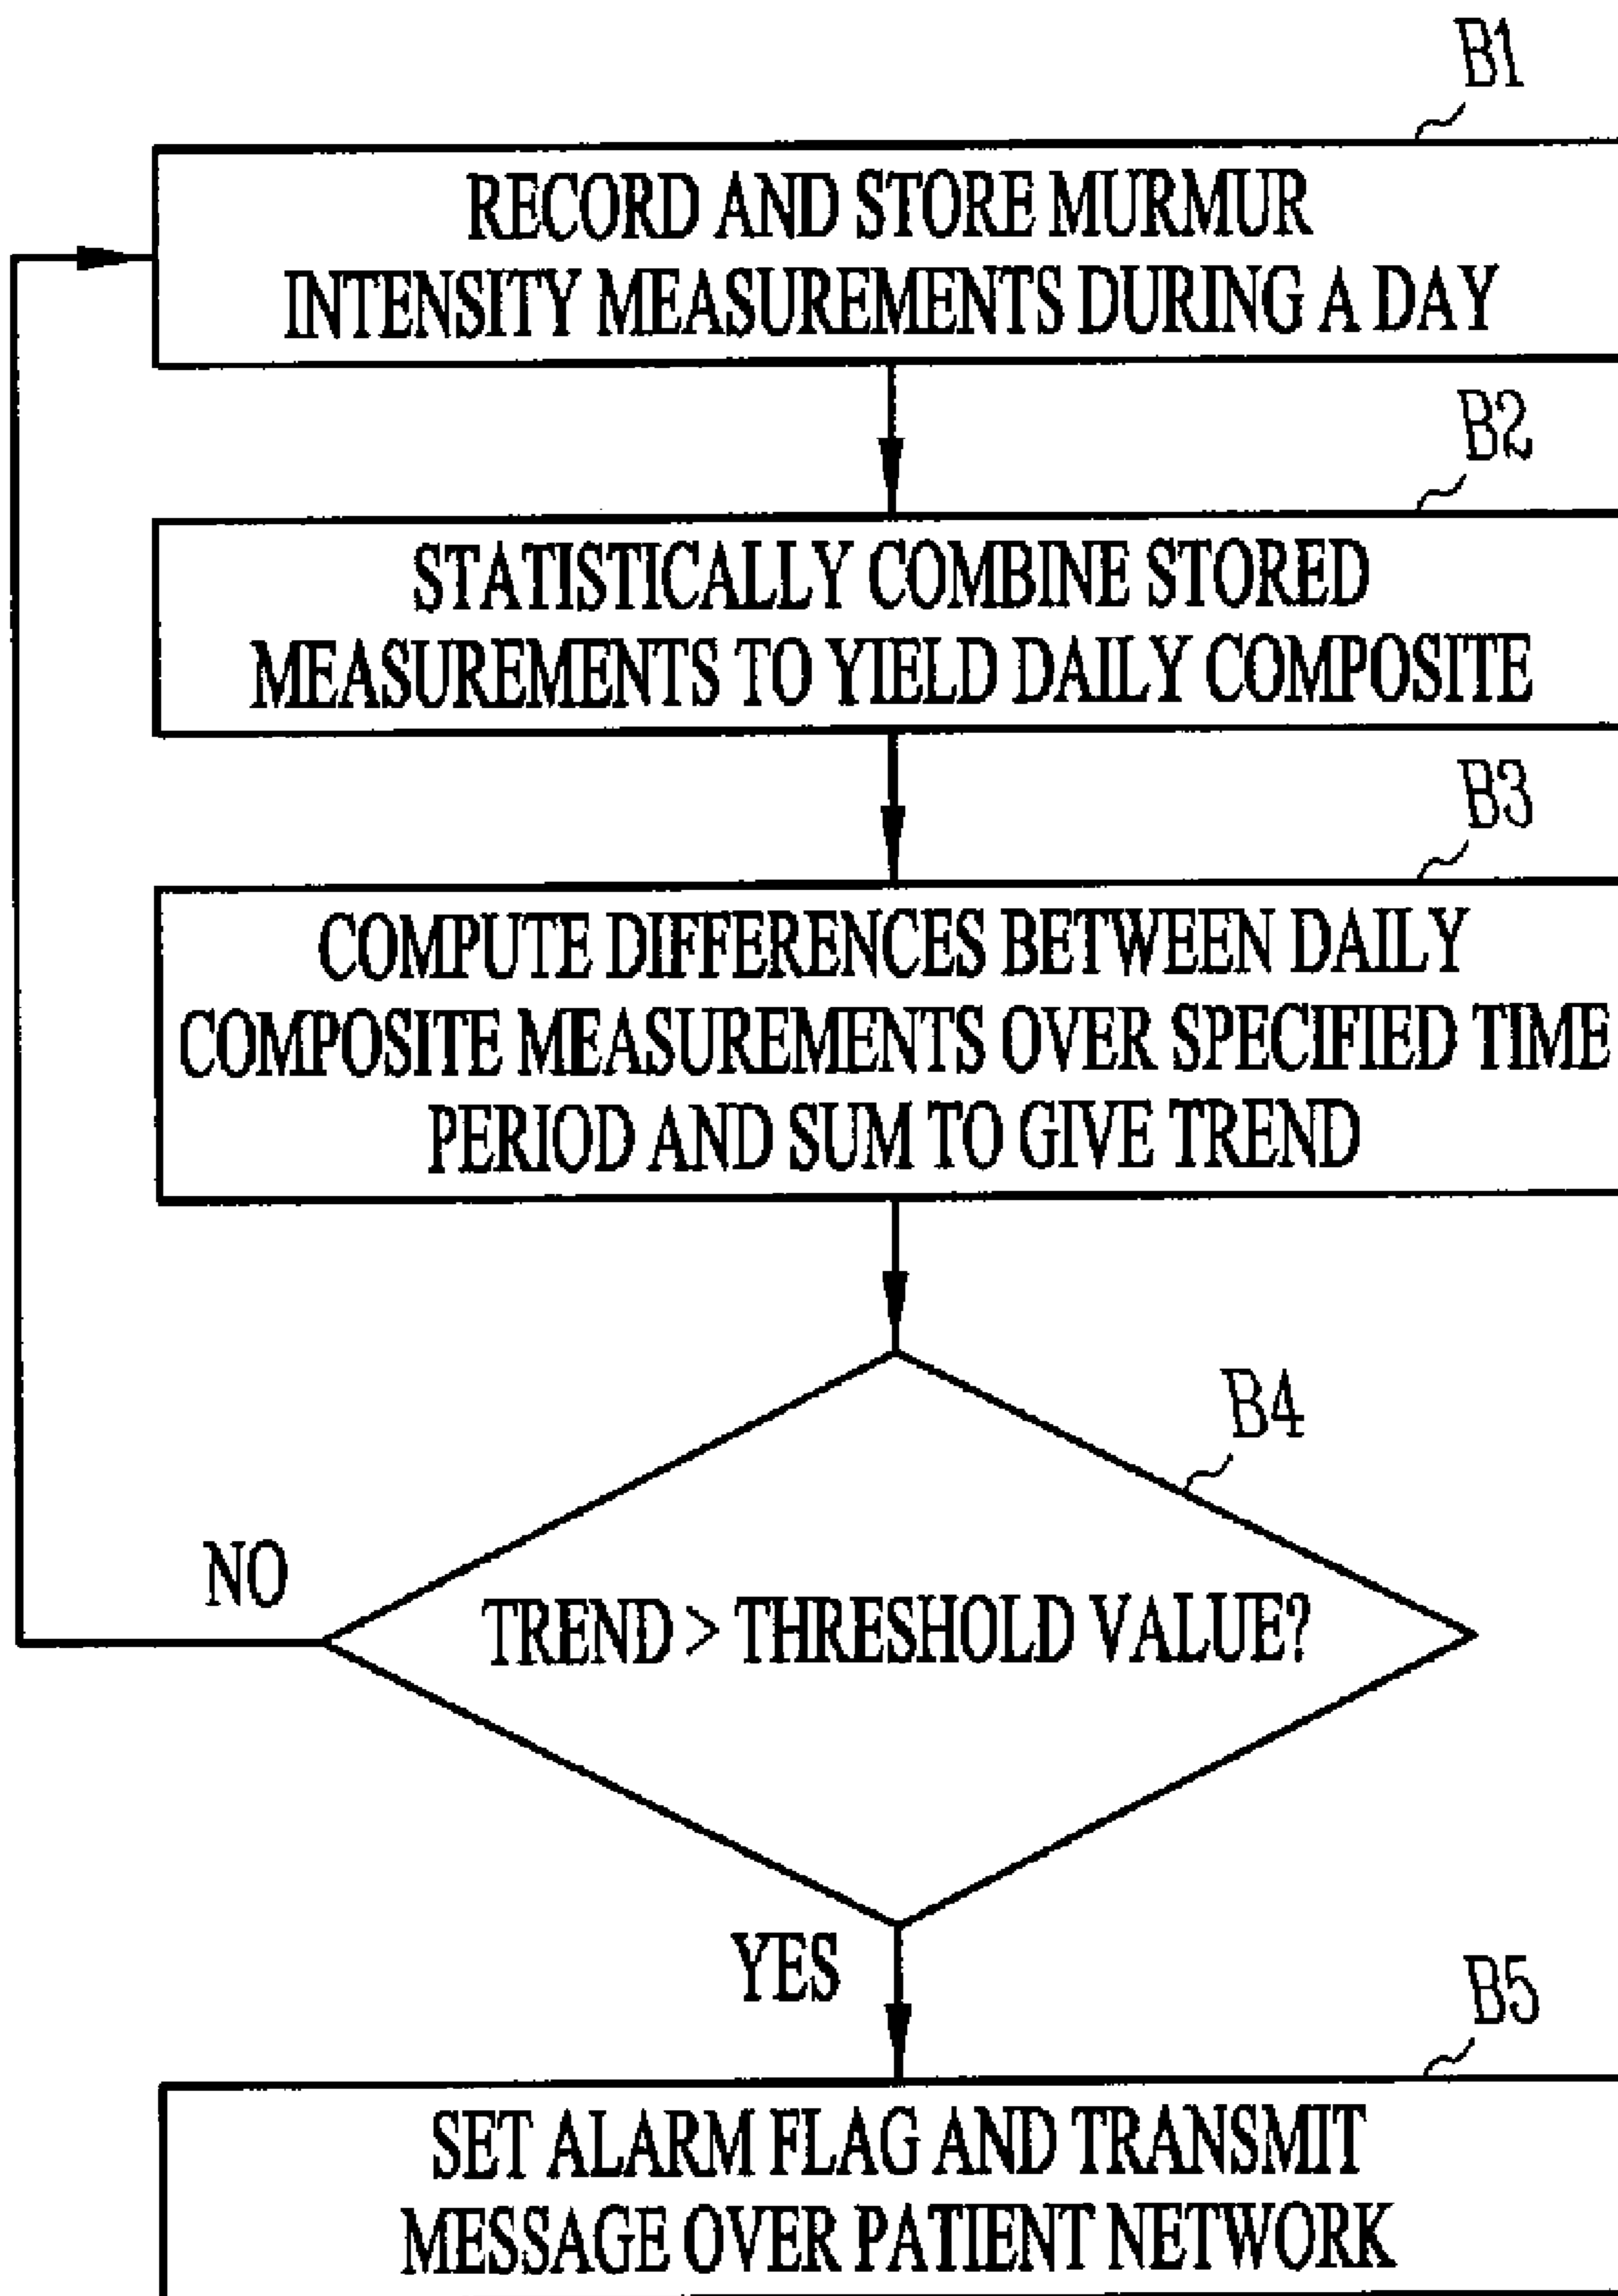 B1
RECORD AND STORE MURMUR
INTENSITY MEASUREMENTS DURING A DAY
B2
STATISTICALLY COMBINE STORED
MEASUREMENTS TO YIELD DAILY COMPOSITE
B3
COMPUTE DIFFERENCES BETWEEN DAILY
COMPOSITE MEASUREMENTS OVER SPECIFIED TIME
PERIOD AND SUM TO GIVE TREND
B4
NO
TREND > THRESHOLD VALUE?
YES
B5
SET ALARM FLAG AND TRANSMIT
MESSAGE OVER PATIENT NETWORK